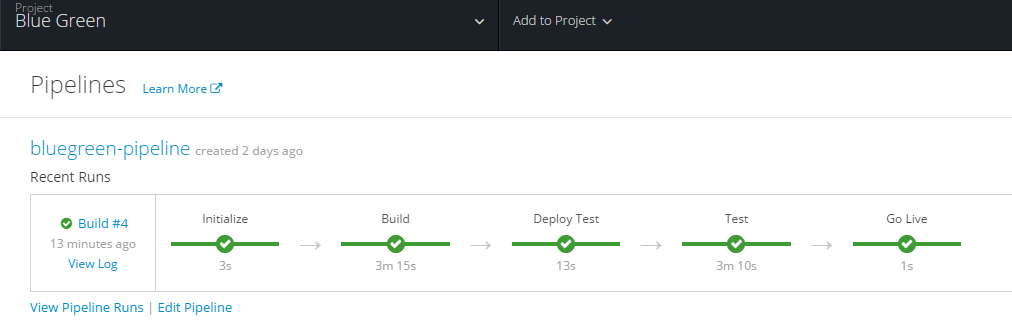 Project
Blue Green
Add to Project
Pipelines Learn More
bluegreen-pipeline created 2 days ago
Recent Runs
Build #4
13 minutes ago
View Log
Initialize Build Deploy Test Test Go Live
3s 3m 15s 13s 3m 10s 1s
View Pipeline Runs | Edit Pipeline